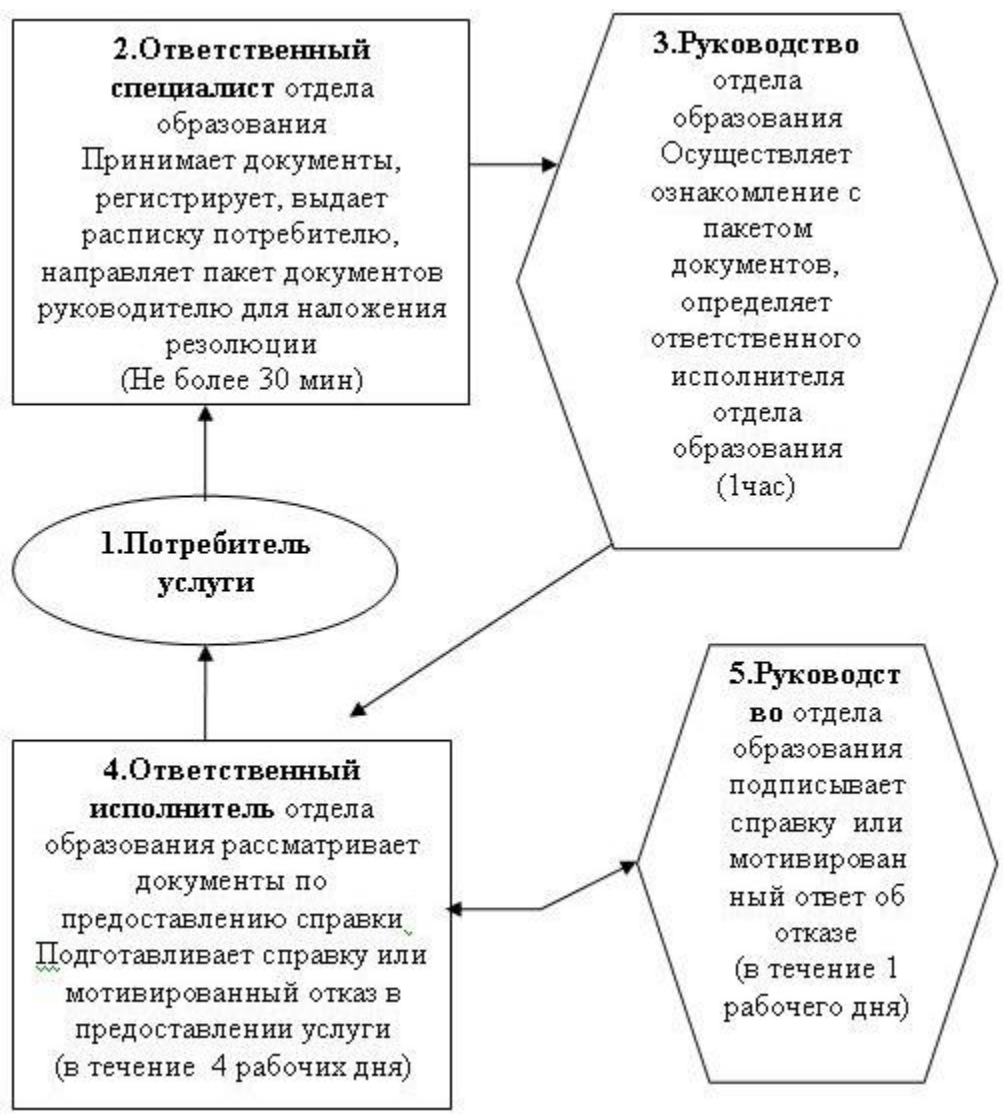 2.Ответственный
специалист отдела
образования
Принимает документы,
регистрирует, выдает
расписку потребителю,
направляет пакет документов
руководителю для наложения
резолюции
(Не более 30 мин)
3.Руководство
отдела
образования
Осуществляет
ознакомление с
пакетом
документов,
определяет
ответственного
исполнителя
отдела
образования
(1час)
1.Потребитель
услуги
4.Ответственный
исполнитель отдела
образования рассматривает
документы по
предоставлению справки
Подготавливает справку или
мотивированный отказ в
предоставлении услуги
(в течение 4 рабочих дня)
5.Руководст
во отдела
образования
подписывает
справку или
мотивирован
ный ответ об
отказе
(в течение 1
рабочего дня)